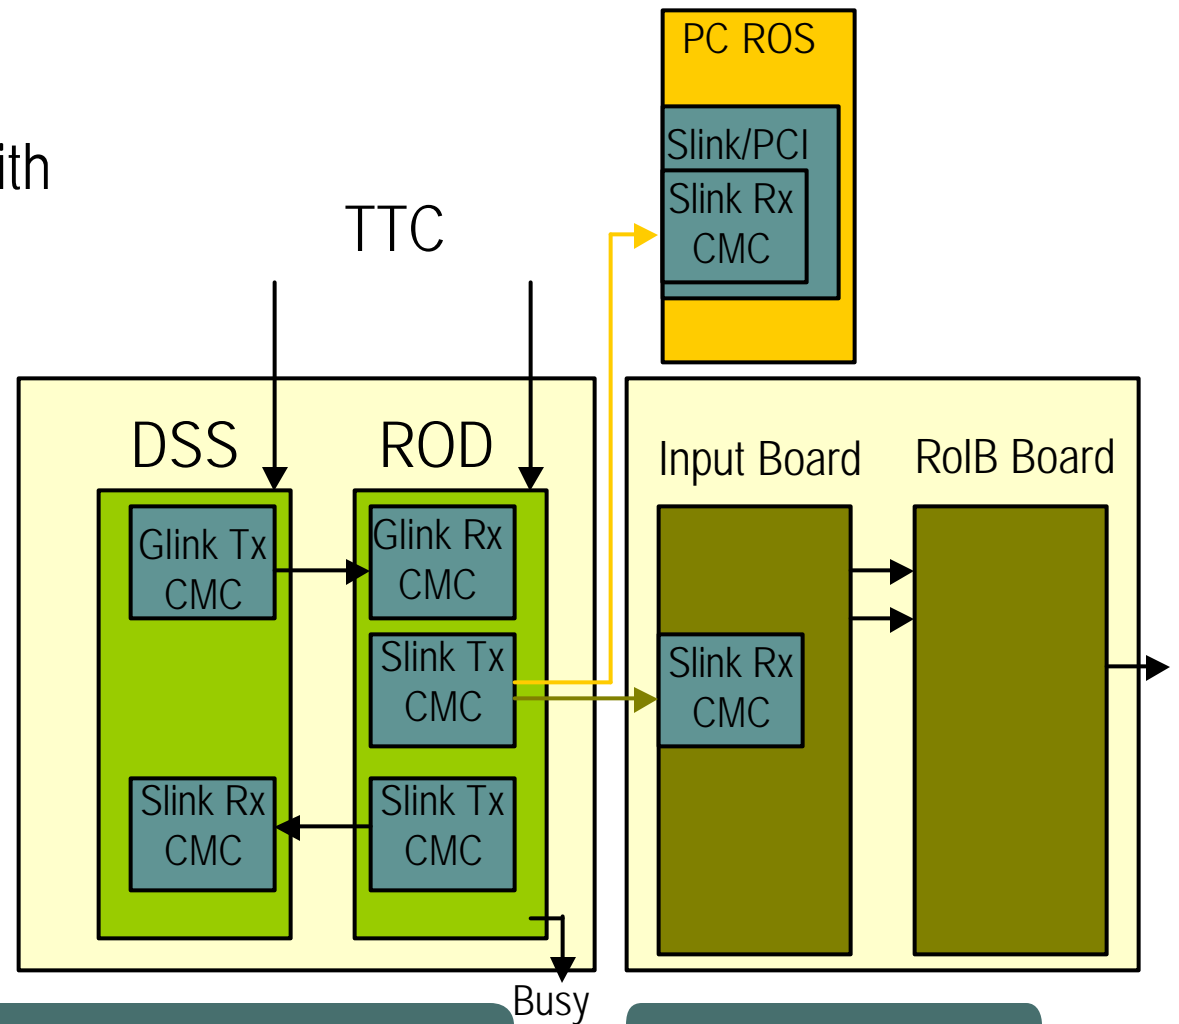 ith
TTC
PC ROS
Slink/PCI
Slink Rx
CMC
DSS
ROD
Glink Tx
CMC
Glink Rx
CMC
Slink Tx
CMC
Slink Rx
CMC
Slink Tx
CMC
Busy
Input Board
RoIB Board
Slink Rx
CMC